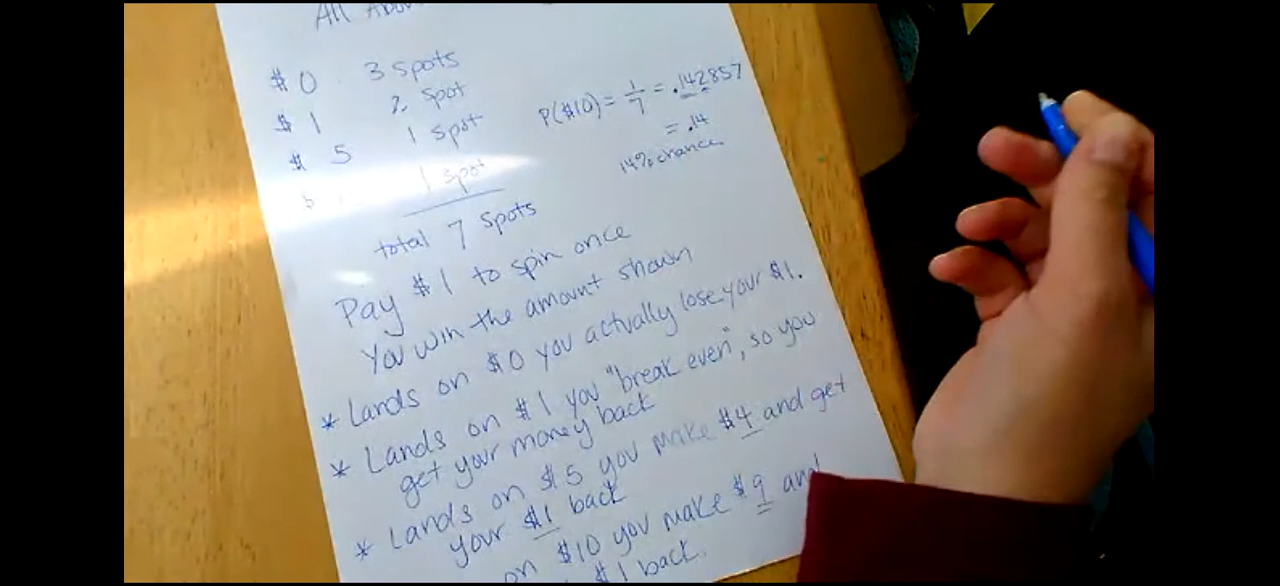 All
$0 3 spots
$1 2 spot
$5 1 spot
$ 1 spot
total 7 spots
P($10) = 1/7 = .142857
= .14
14% chance
Pay $1 to spin once
You win the amount shown
* Lands on $0 you actually lose your $1.
* Lands on $1 you "break even", so you
get your money back
* Lands on $5 you make $4 and get
your $1 back
on $10 you make $9 and
$1 back.